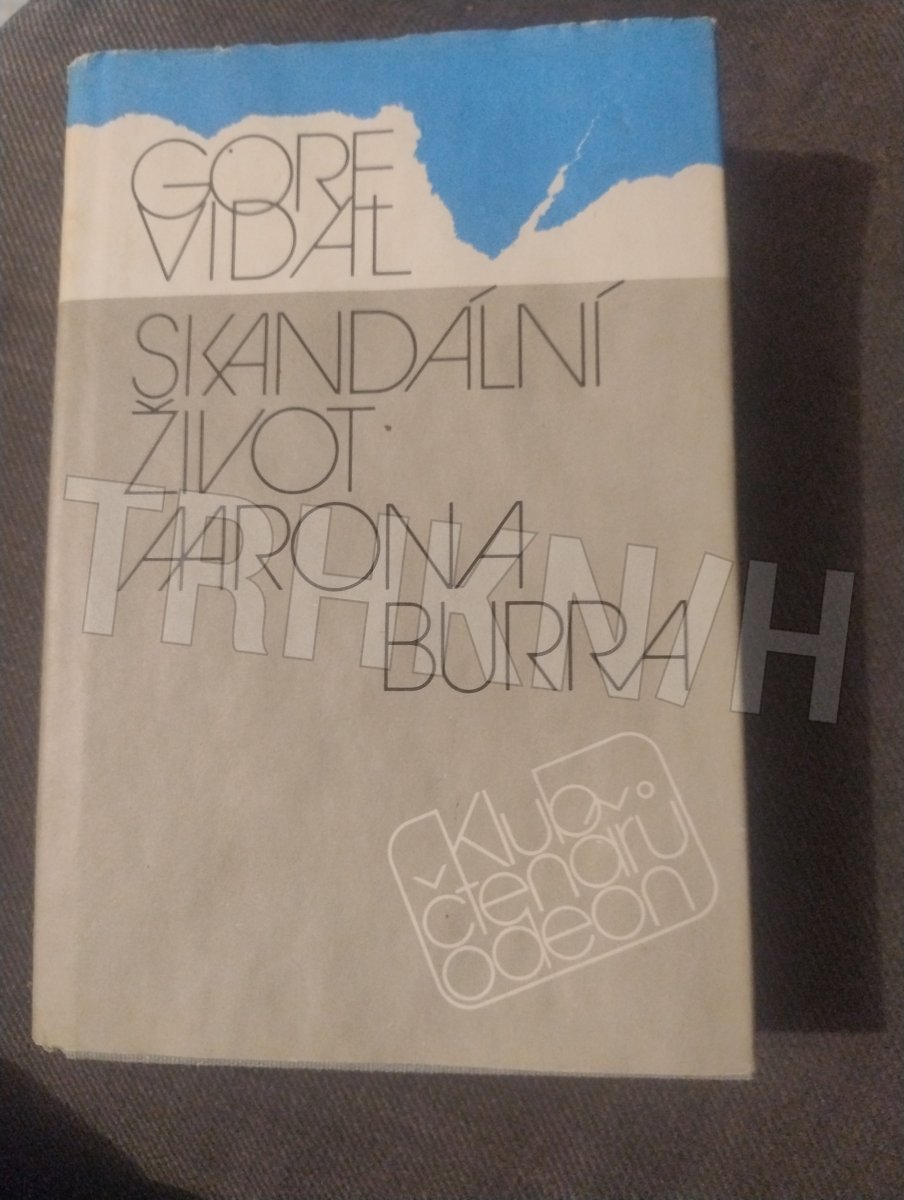 GORE
VIDAL
SKANDÁLNÍ
ŽIVOT
AARONA
BURRA
TRHKNIH
Klub
čtenářů
odeon